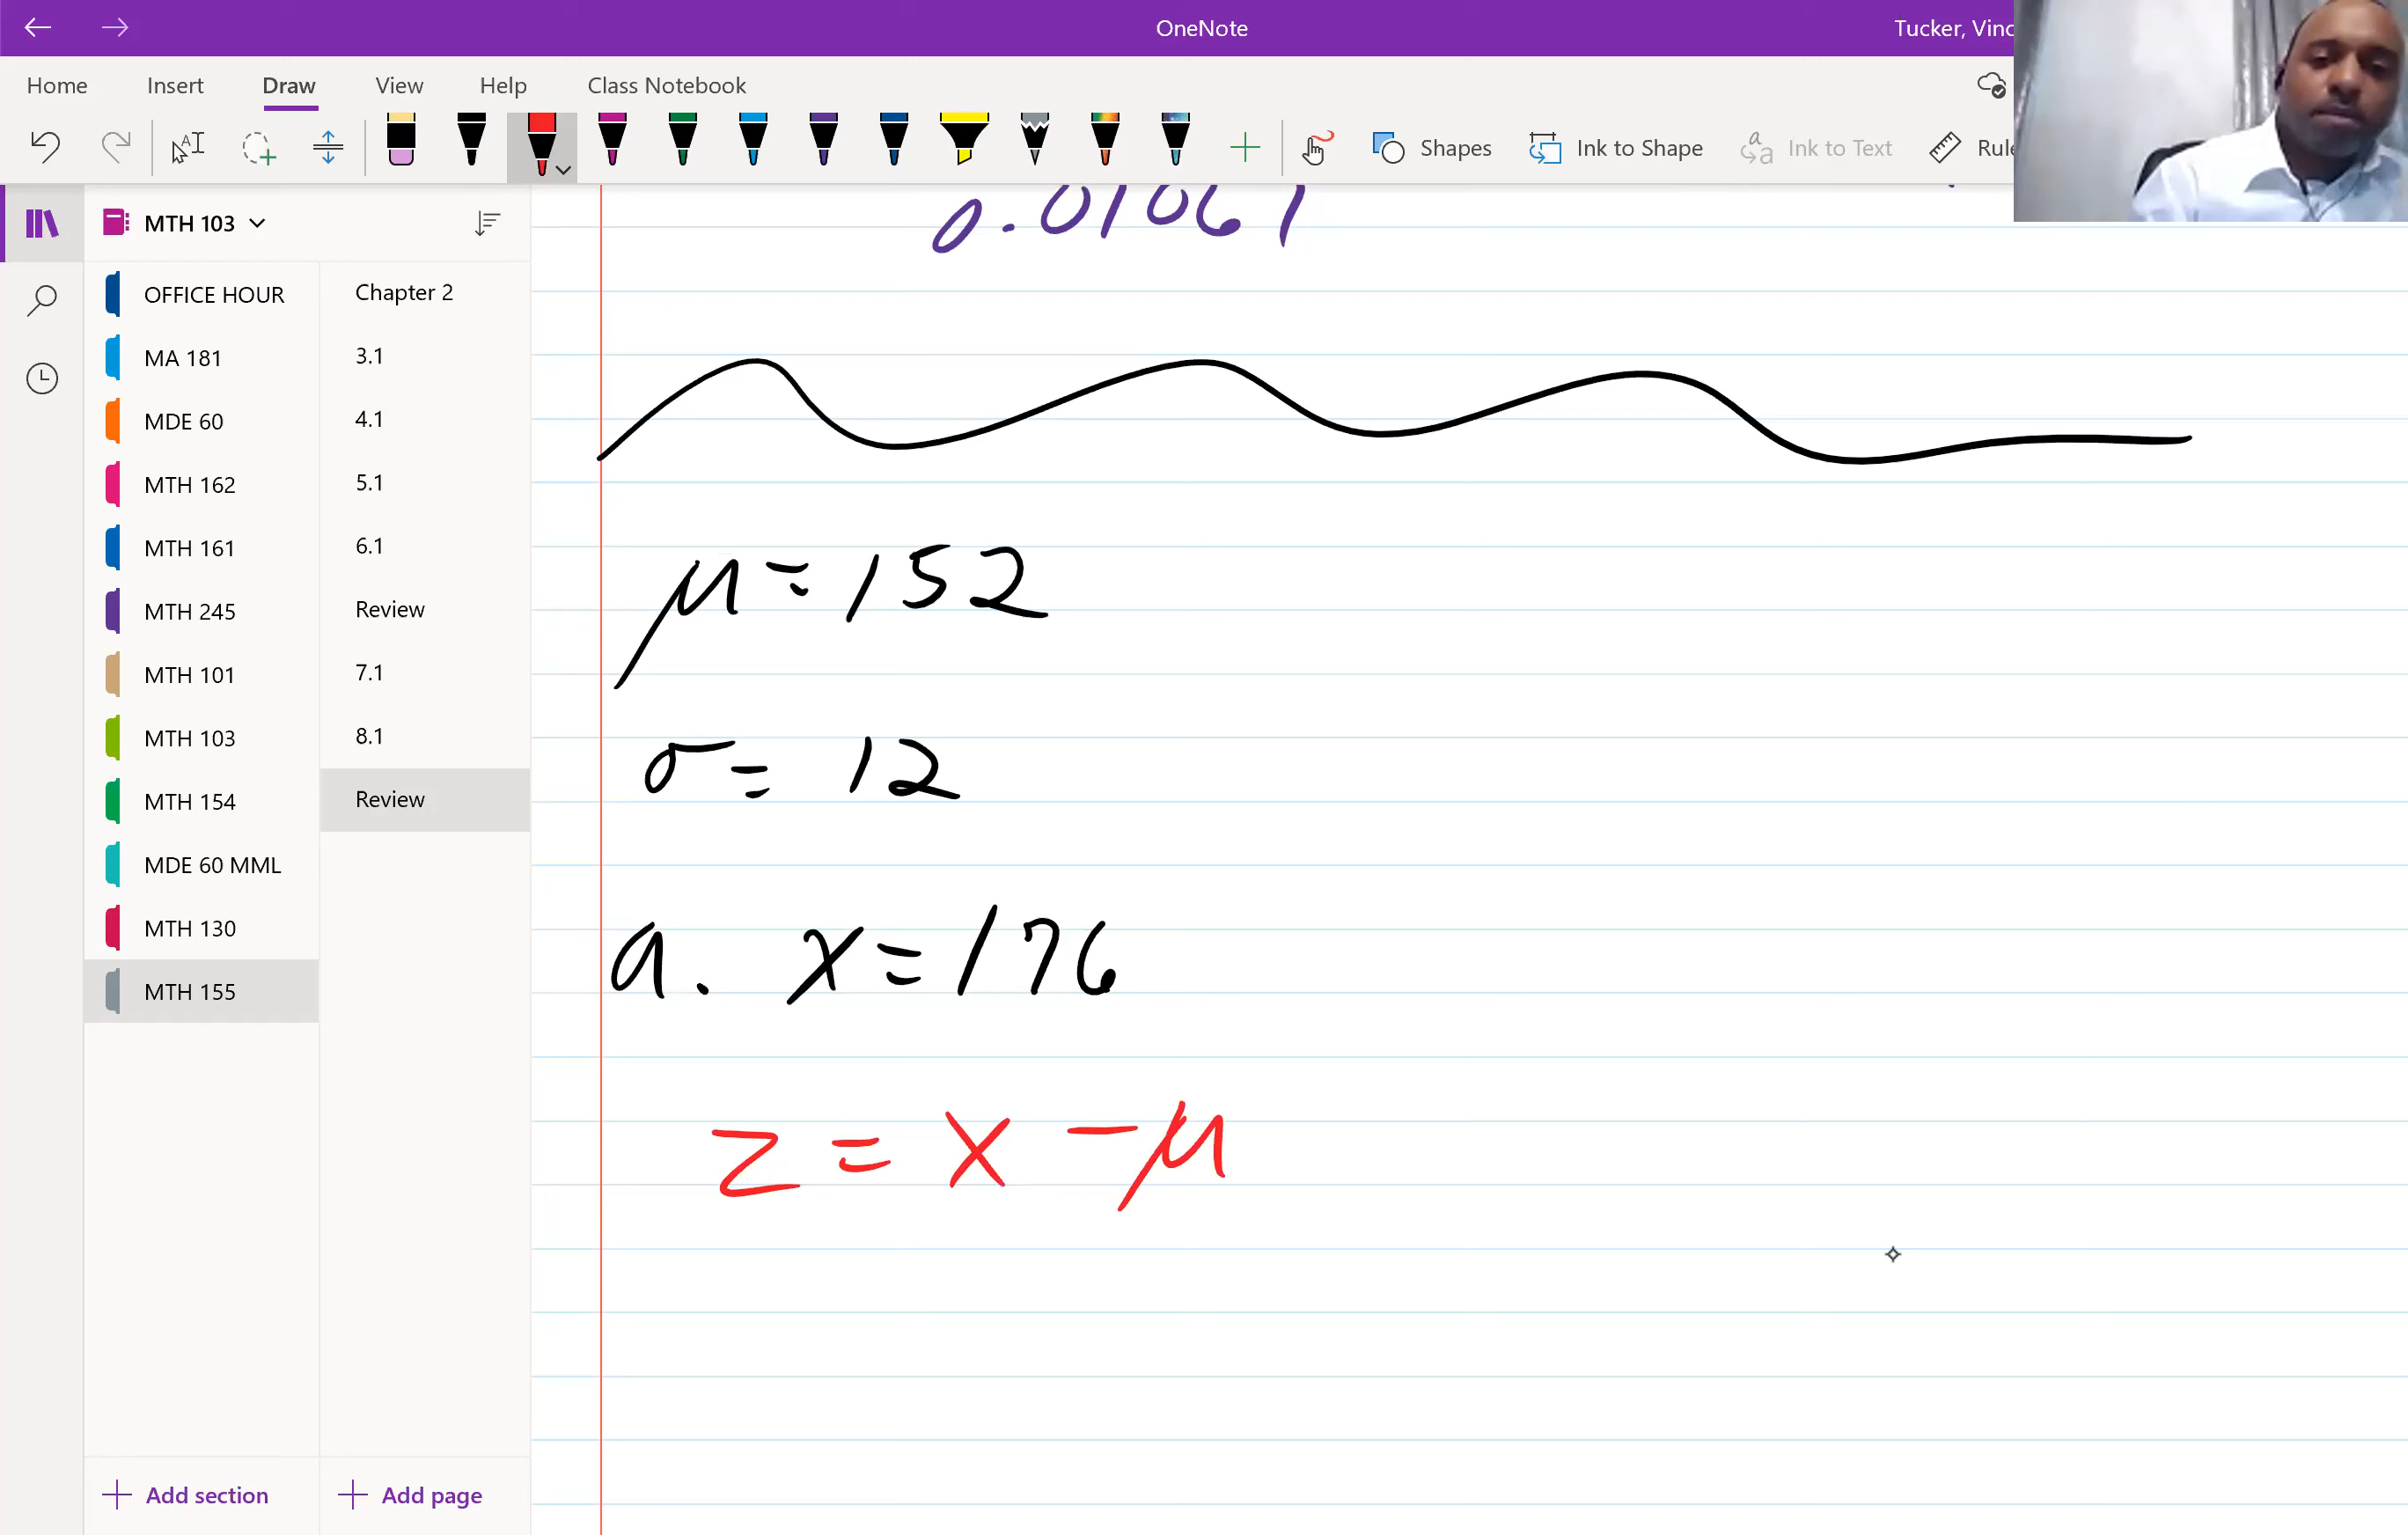 OneNote
Tucker, Vinc
Home Insert Draw View Help Class Notebook
Shapes Ink to Shape Ink to Text Rule
MTH 103
OFFICE HOUR
MA 181
MDE 60
MTH 162
MTH 161
MTH 245
MTH 101
MTH 103
MTH 154
MDE 60 MML
MTH 130
MTH 155
Add section
Chapter 2
3.1
4.1
5.1
6.1
Review
7.1
8.1
Review
Add page
μ = 152
σ = 12
a. x = 176
z = x - μ